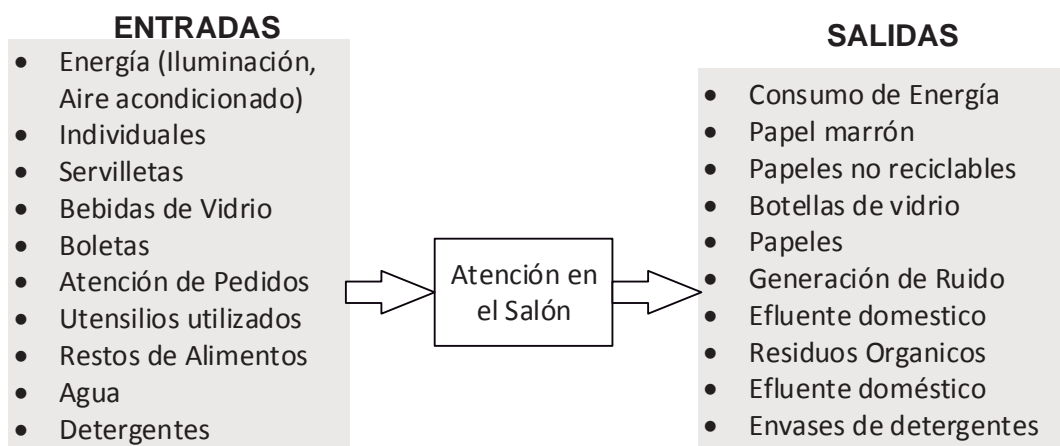 ENTRADAS
• Energía (Iluminación,
Aire acondicionado)
• Individuales
• Servilletas
• Bebidas de Vidrio
• Boletas
• Atención de Pedidos
• Utensilios utilizados
• Restos de Alimentos
• Agua
• Detergentes
Atención en
el Salón
SALIDAS
• Consumo de Energía
• Papel marrón
• Papeles no reciclables
• Botellas de vidrio
• Papeles
• Generación de Ruido
• Efluente domestico
• Residuos Organicos
• Efluente doméstico
• Envases de detergentes